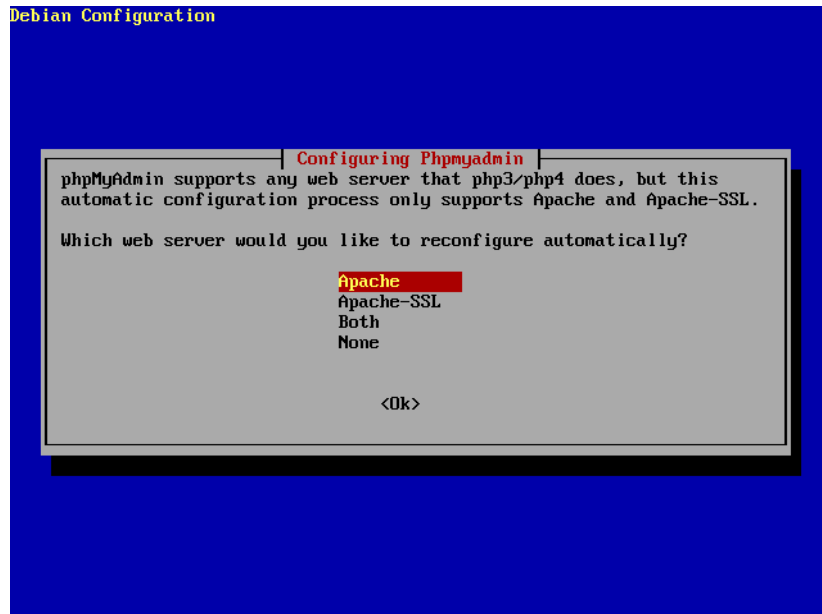 Debian Configuration
Configuring Phpmyadmin
phpMyAdmin supports any web server that php3/php4 does, but this
automatic configuration process only supports Apache and Apache-SSL.
Which web server would you like to reconfigure automatically?
Apache
Apache-SSL
Both
None
<Ok>